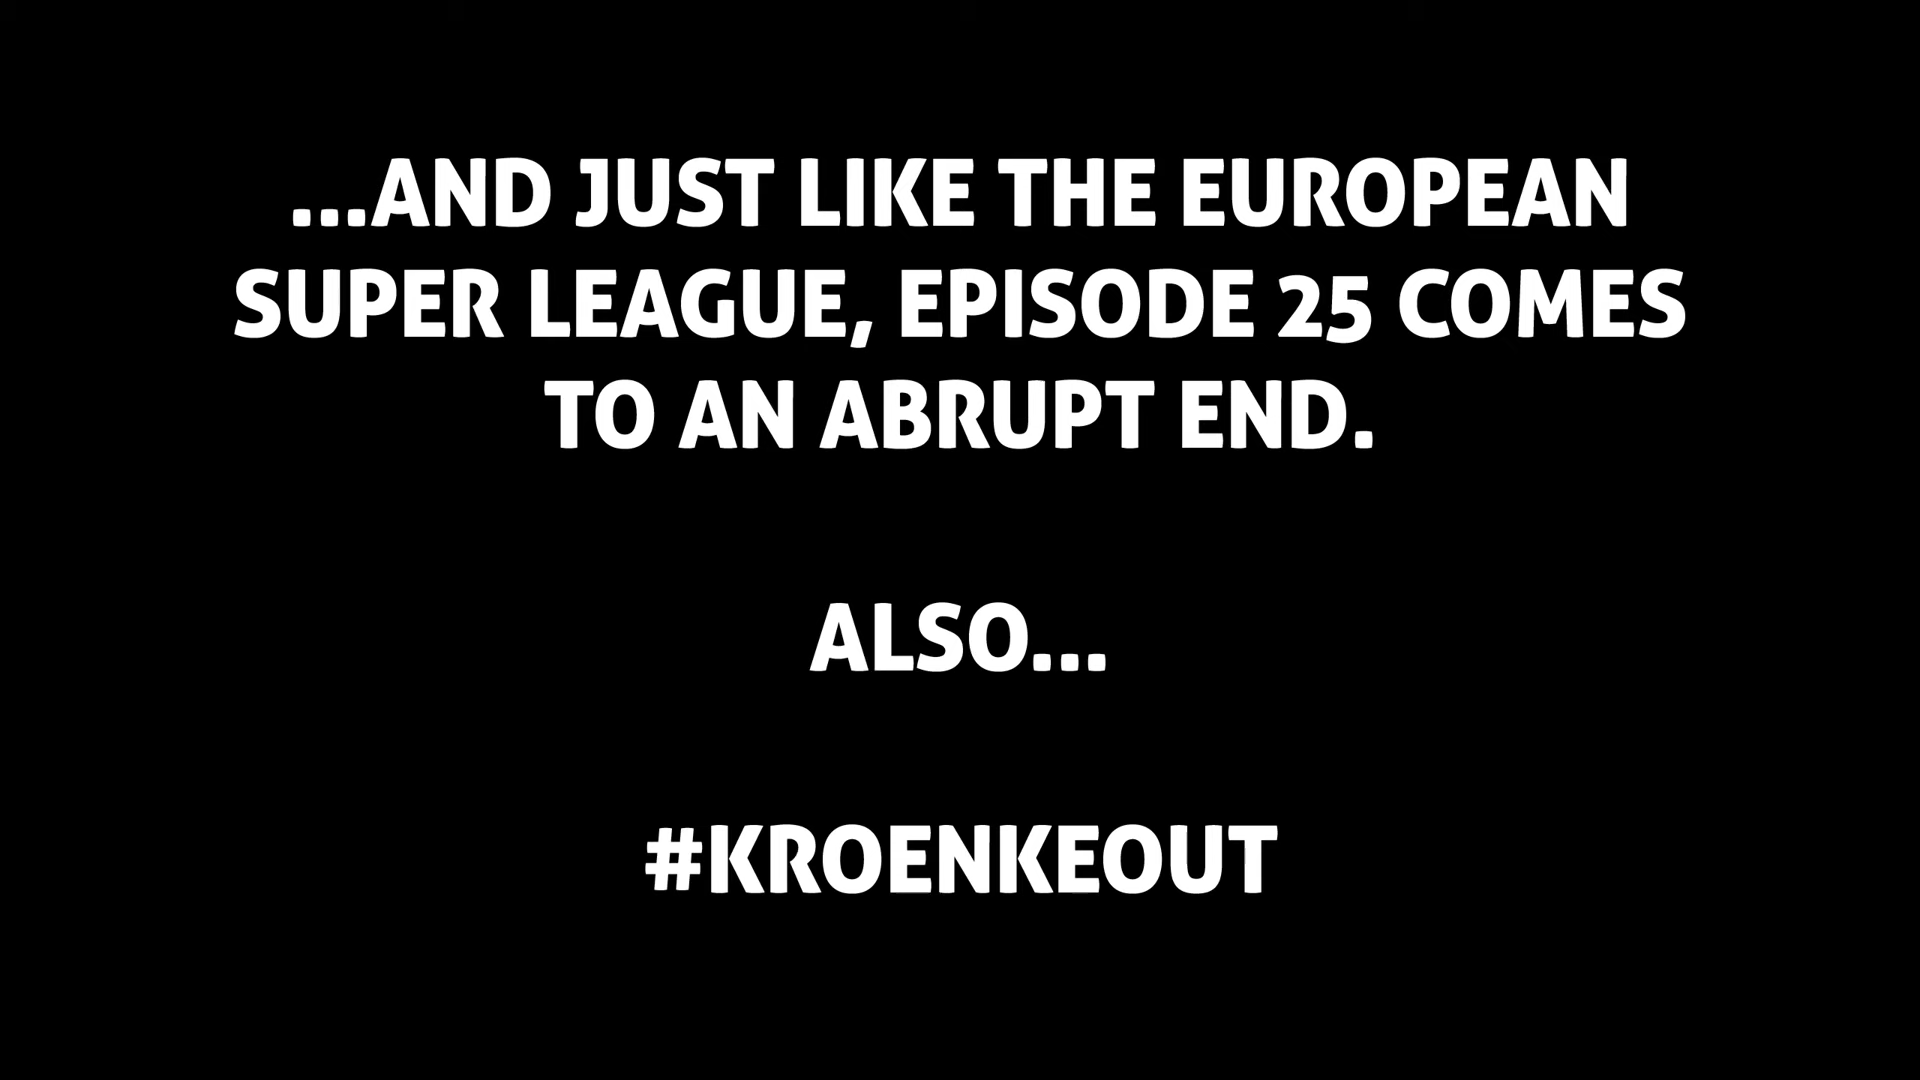 ...AND JUST LIKE THE EUROPEAN
SUPER LEAGUE, EPISODE 25 COMES
TO AN ABRUPT END.
ALSO...
#KROENKEOUT